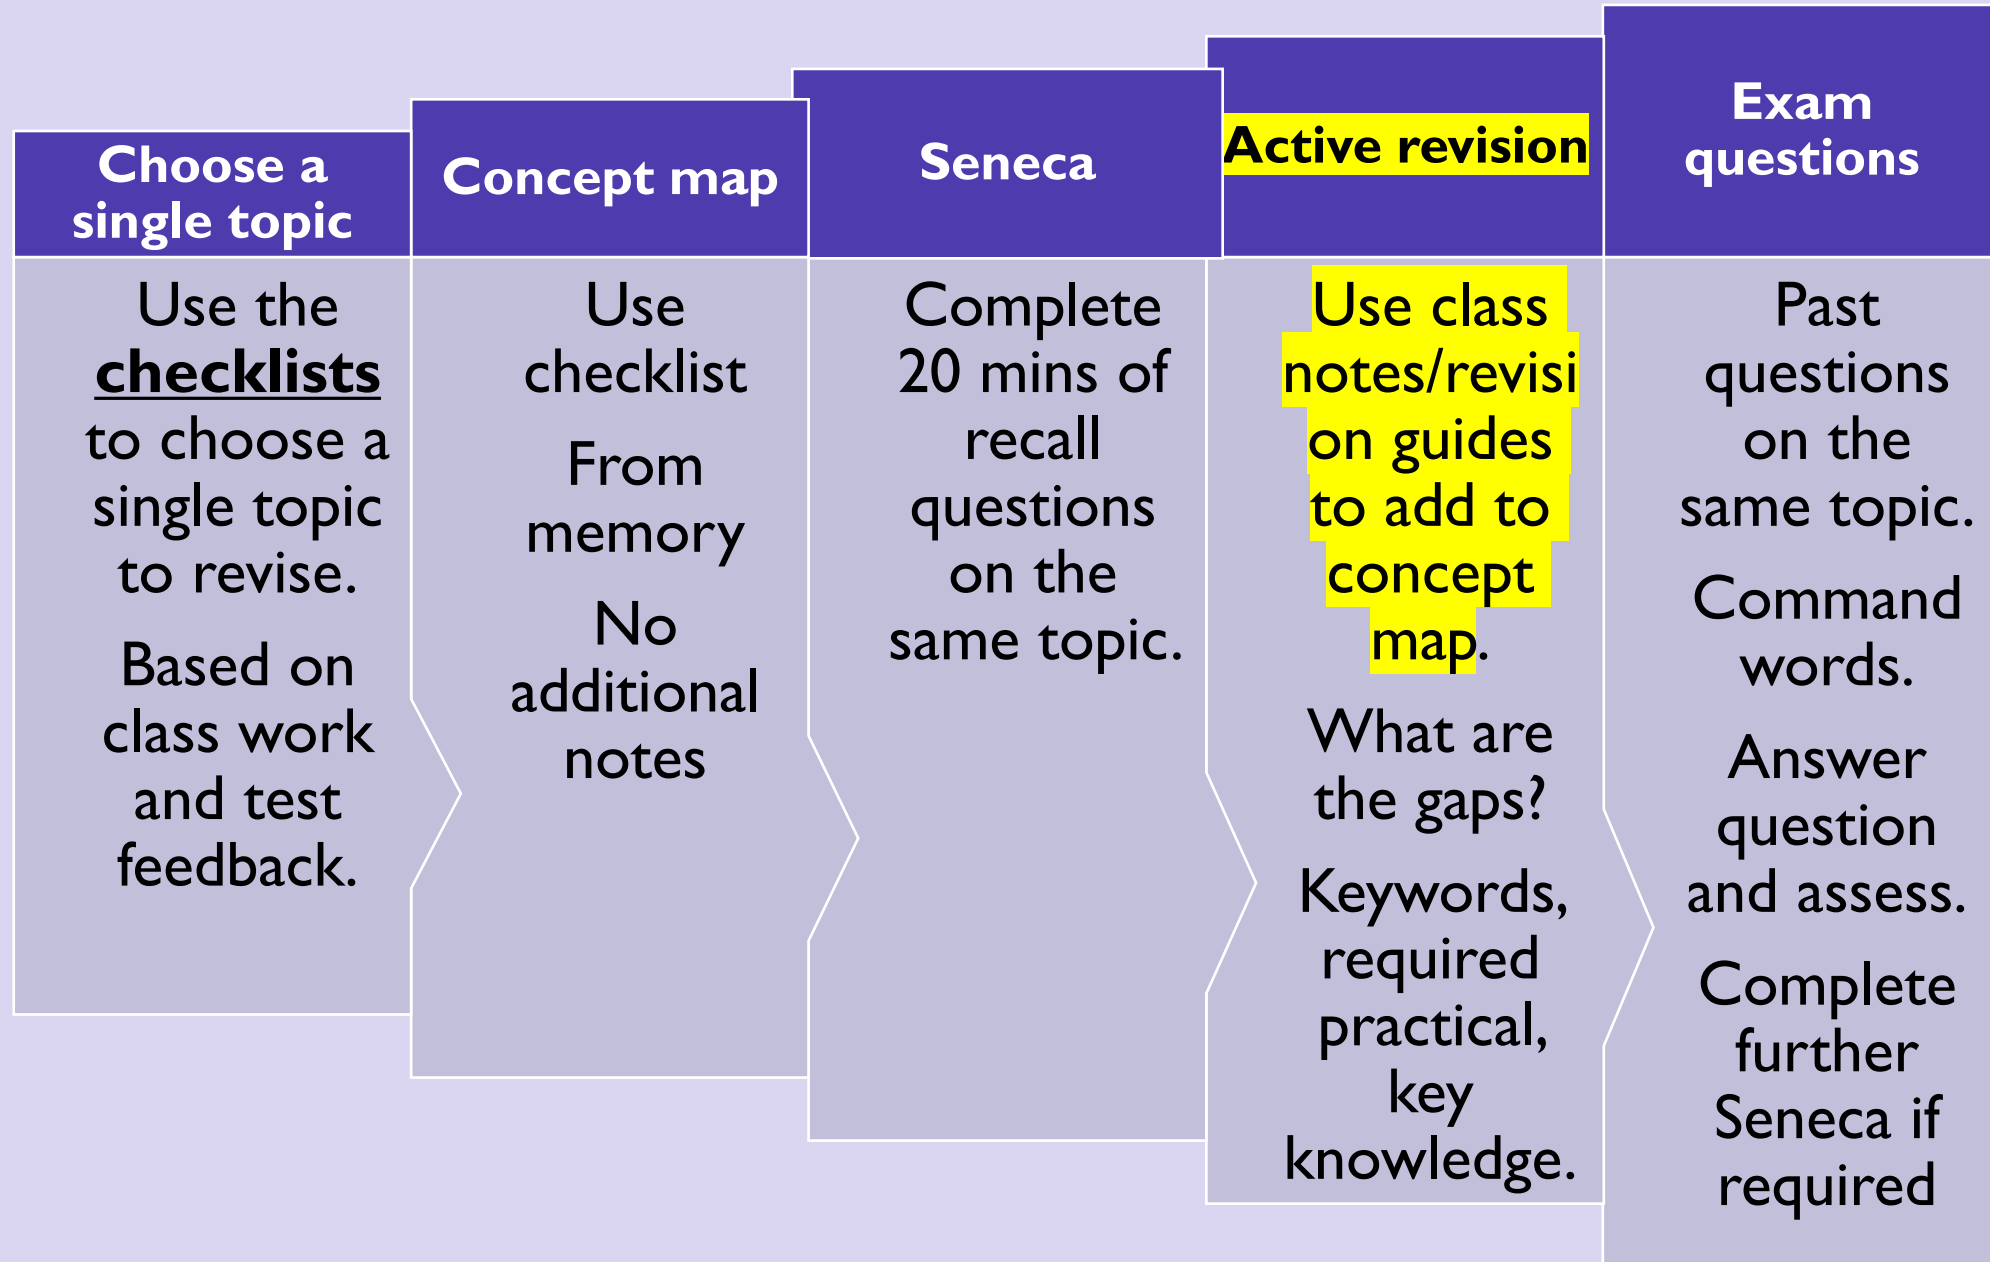 Choose a
single topic
Use the
checklists
to choose a
single topic
to revise.
Based on
class work
and test
feedback.
Concept map
Use
checklist
From
memory
No
additional
notes
Seneca
Complete
20 mins of
recall
questions
on the
same topic.
Active revision
Use class
notes/revisi
on guides
to add to
concept
map.
What are
the gaps?
Keywords,
required
practical,
key
knowledge.
Exam
questions
Past
questions
on the
same topic.
Command
words.
Answer
question
and assess.
Complete
further
Seneca if
required